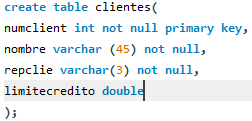 create table clientes(
numclient int not null primary key,
nombre varchar (45) not null,
repclie varchar(3) not null,
limitecredito double
);